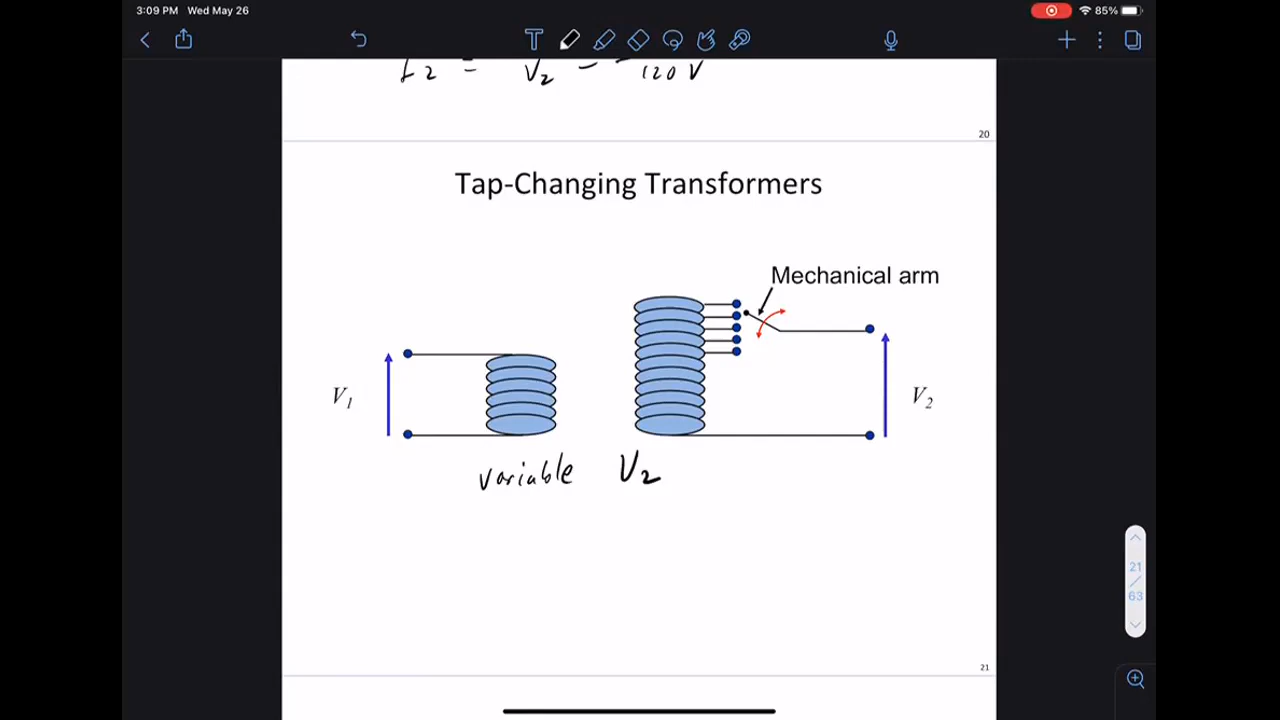 3:09 PM Wed May 26
85%
V2
120 V
20
Tap-Changing Transformers
Mechanical arm
V1
V2
variable V2
21
/
63
21